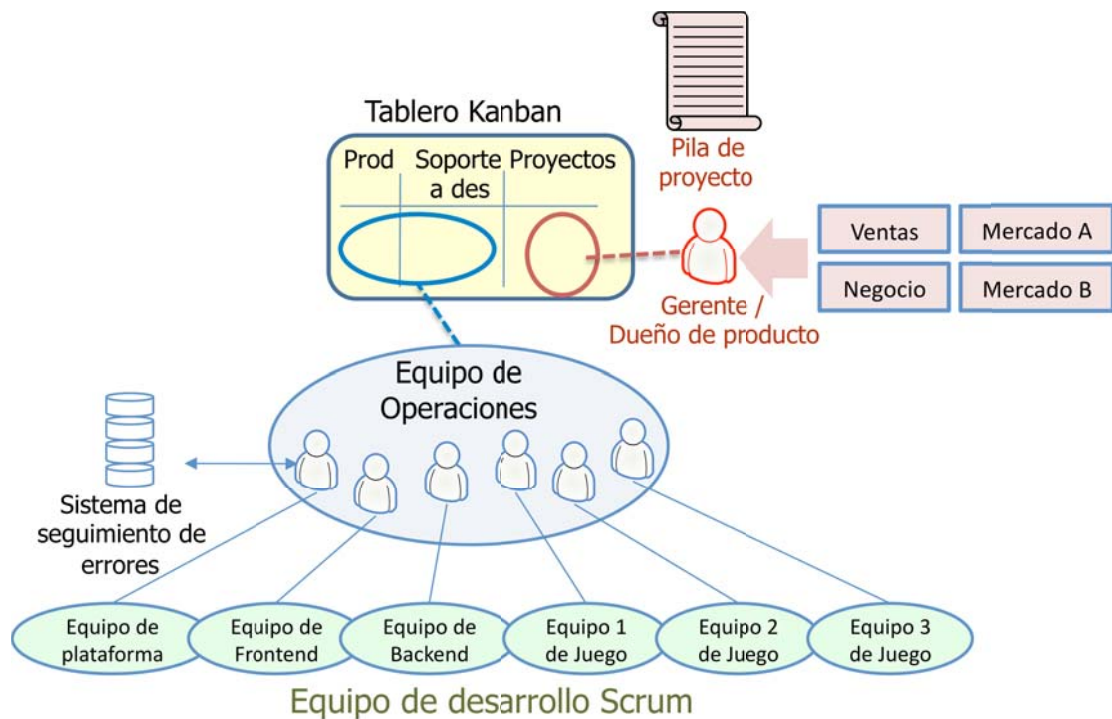 Tablero Kanban
Prod
Soporte
a des
Proyectos
Pila de
proyecto
Gerente /
Dueño de producto
Ventas
Mercado A
Negocio
Mercado B
Equipo de
Operaciones
Sistema de
seguimiento de
errores
Equipo de
plataforma
Equipo de
Frontend
Equipo de
Backend
Equipo 1
de Juego
Equipo 2
de Juego
Equipo 3
de Juego
Equipo de desarrollo Scrum